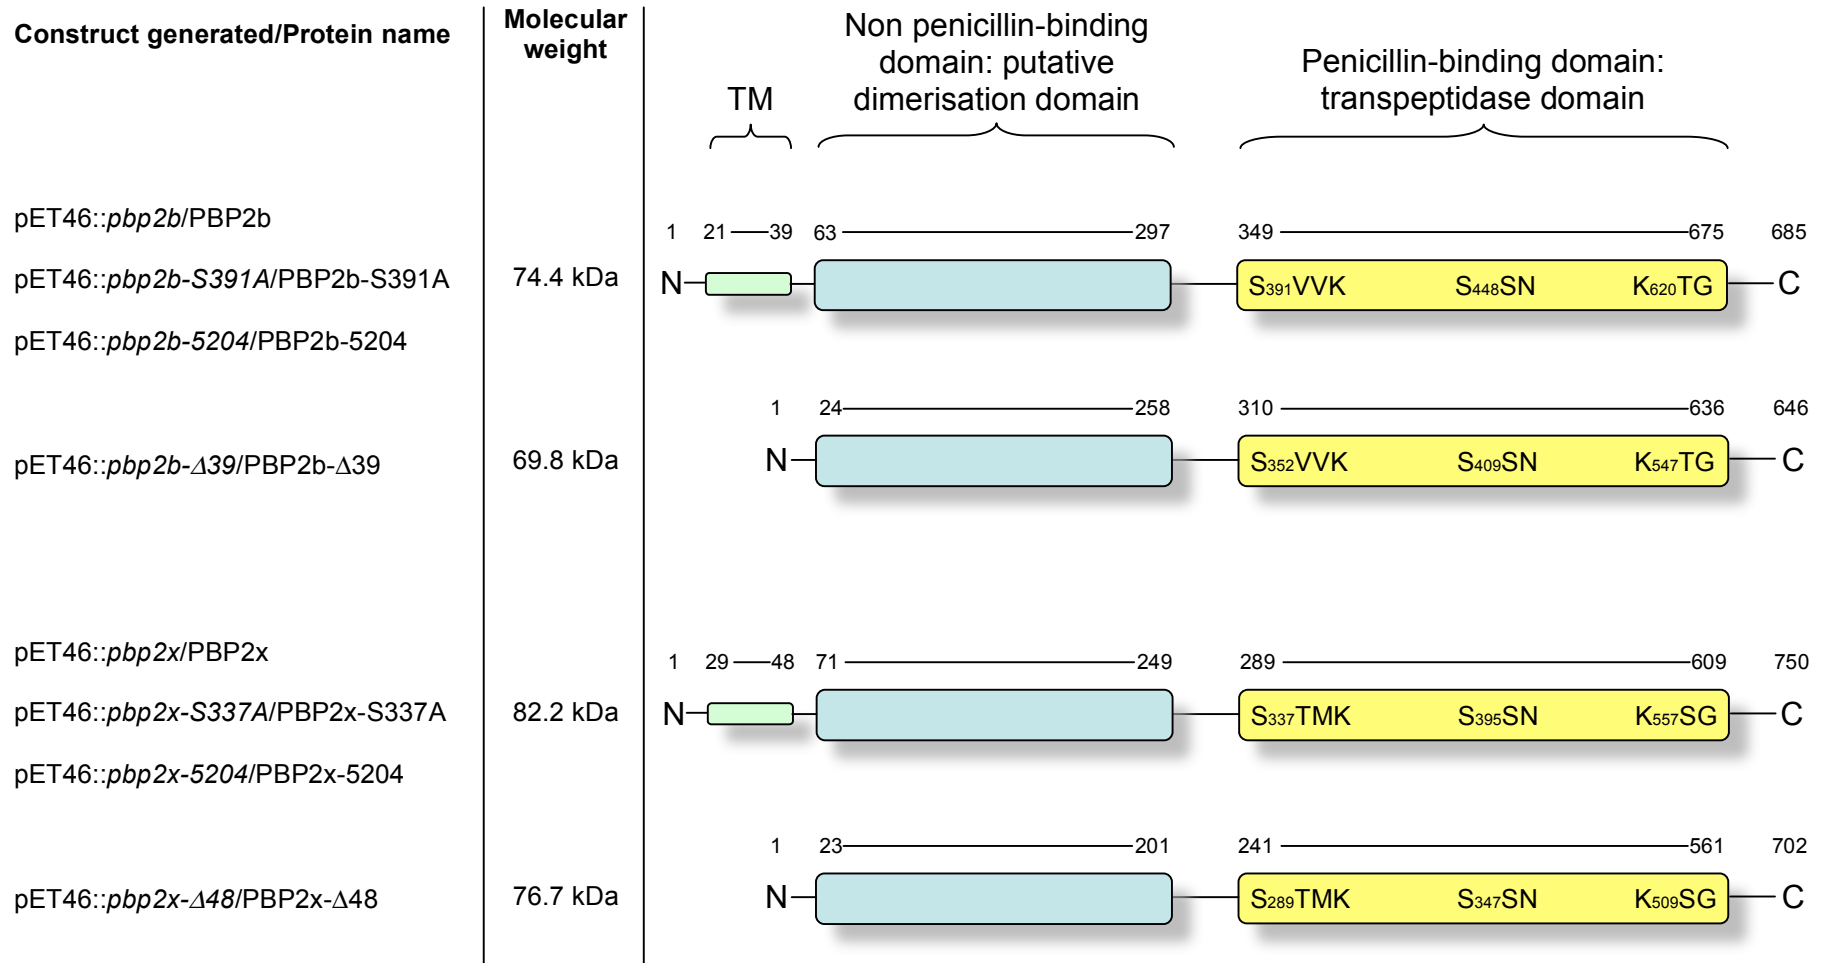 Construct generated/Protein name
Molecular
weight
Non penicillin-binding
domain: putative
dimerisation domain
Penicillin-binding domain:
transpeptidase domain
TM
pET46::pbp2b/PBP2b
1 21 39 63 297 349 675 685
pET46::pbp2b-S391A/PBP2b-S391A
74.4 kDa
N S391VVK S448SN K620TG C
pET46::pbp2b-5204/PBP2b-5204
1 24 258 310 636 646
pET46::pbp2b-Δ39/PBP2b-Δ39
69.8 kDa
N S352VVK S409SN K547TG C
pET46::pbp2x/PBP2x
1 29 48 71 249 289 609 750
pET46::pbp2x-S337A/PBP2x-S337A
82.2 kDa
N S337TMK S395SN K557SG C
pET46::pbp2x-5204/PBP2x-5204
1 23 201 241 561 702
pET46::pbp2x-Δ48/PBP2x-Δ48
76.7 kDa
N S289TMK S347SN K509SG C